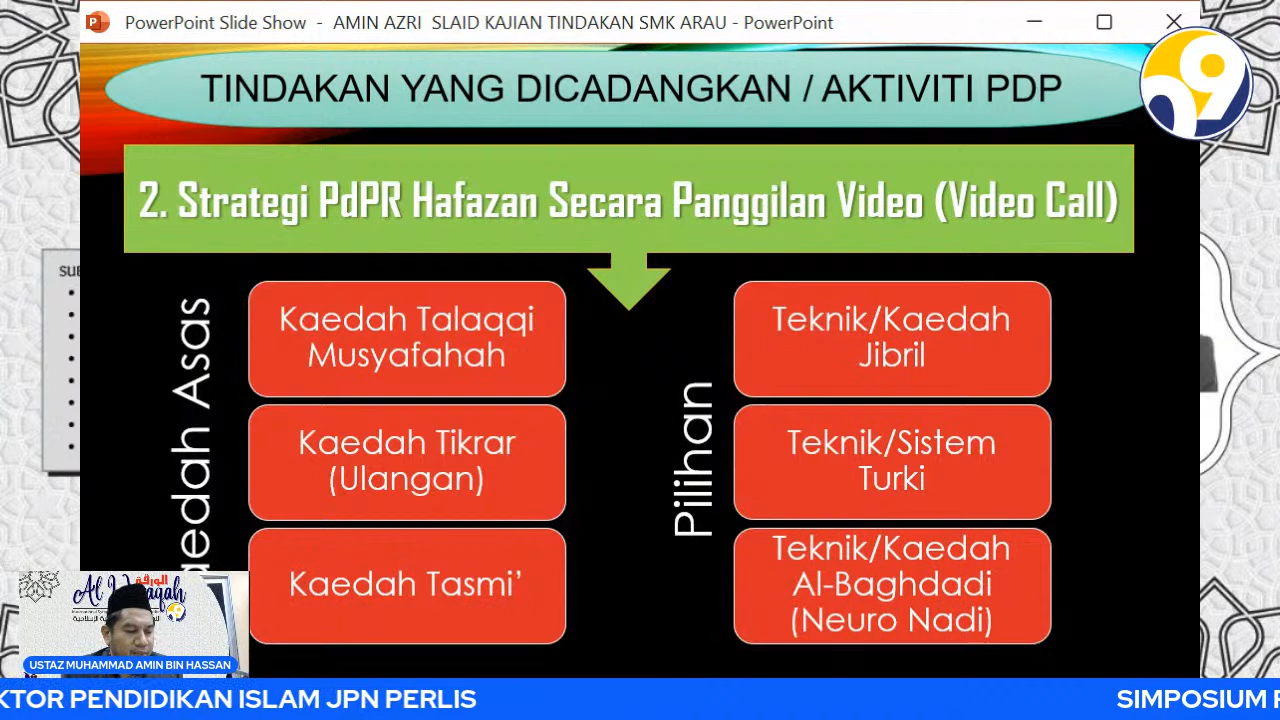 PowerPoint Slide Show - AMIN AZRI SLAID KAJIAN TINDAKAN SMK ARAU - PowerPoint
TINDAKAN YANG DICADANGKAN / AKTIVITI PDP
2. Strategi PdPR Hafazan Secara Panggilan Video (Video Call)
Asas
Kaedah Talaqqi
Musyafahah
Kaedah Tikrar
(Ulangan)
Kaedah Tasmi’
Pilihan
Teknik/Kaedah
Jibril
Teknik/Sistem
Turki
Teknik/Kaedah
Al-Baghdadi
(Neuro Nadi)
الورقة
USTAZ MUHAMMAD AMIN BIN HASSAN
PENDIDIKAN ISLAM JPN PERLIS
SIMPOSIUM